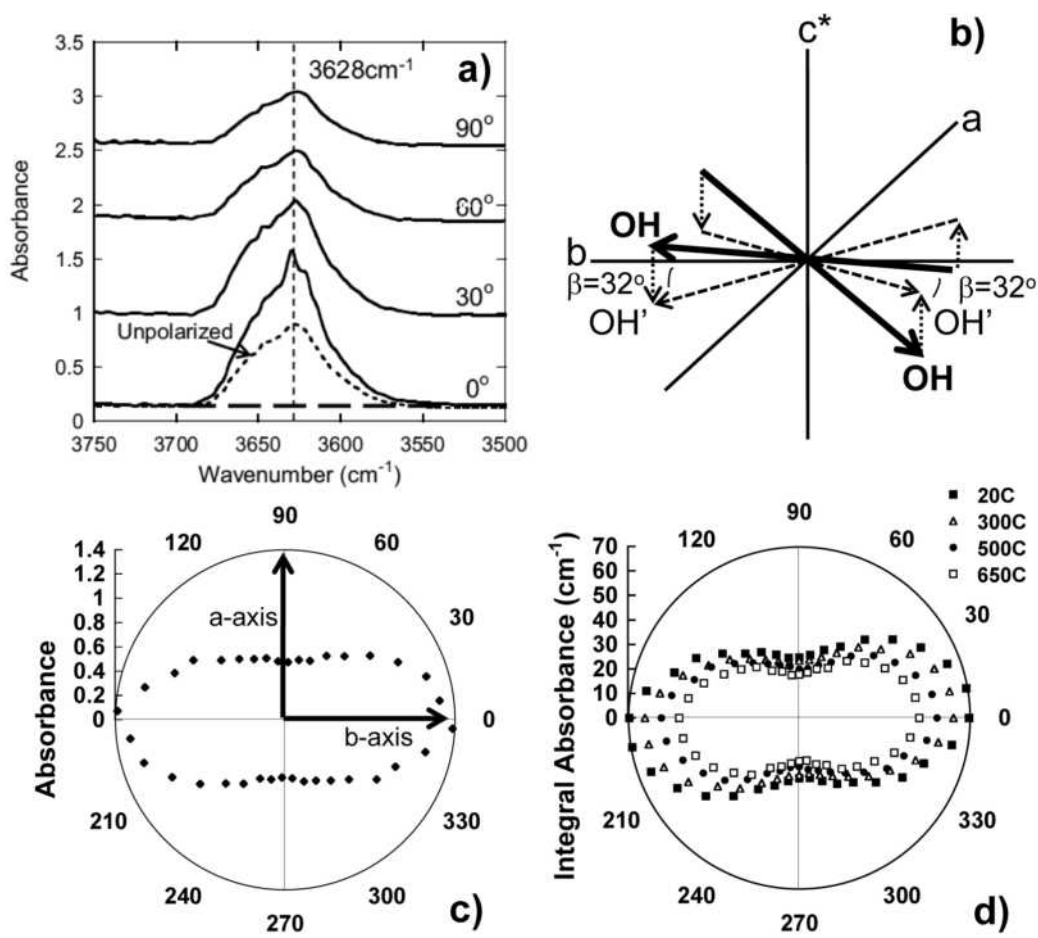 a)
3628cm⁻¹
3.5
3
2.5
2
1.5
1
0.5
0
Absorbance
90°
60°
30°
0°
Unpolarized
3750
3700
3650
3600
3550
3500
Wavenumber (cm⁻¹)
b)
c*
a
b
OH
β=32°
OH'
β=32°
OH'
OH
c)
90
120
60
30
0
330
300
270
240
210
1.4
1.2
1
0.8
0.6
0.4
0.2
0
Absorbance
a-axis
b-axis
d)
20C
300C
500C
650C
90
120
60
30
0
330
300
270
240
210
70
60
50
40
30
20
10
0
Integral Absorbance (cm⁻¹)